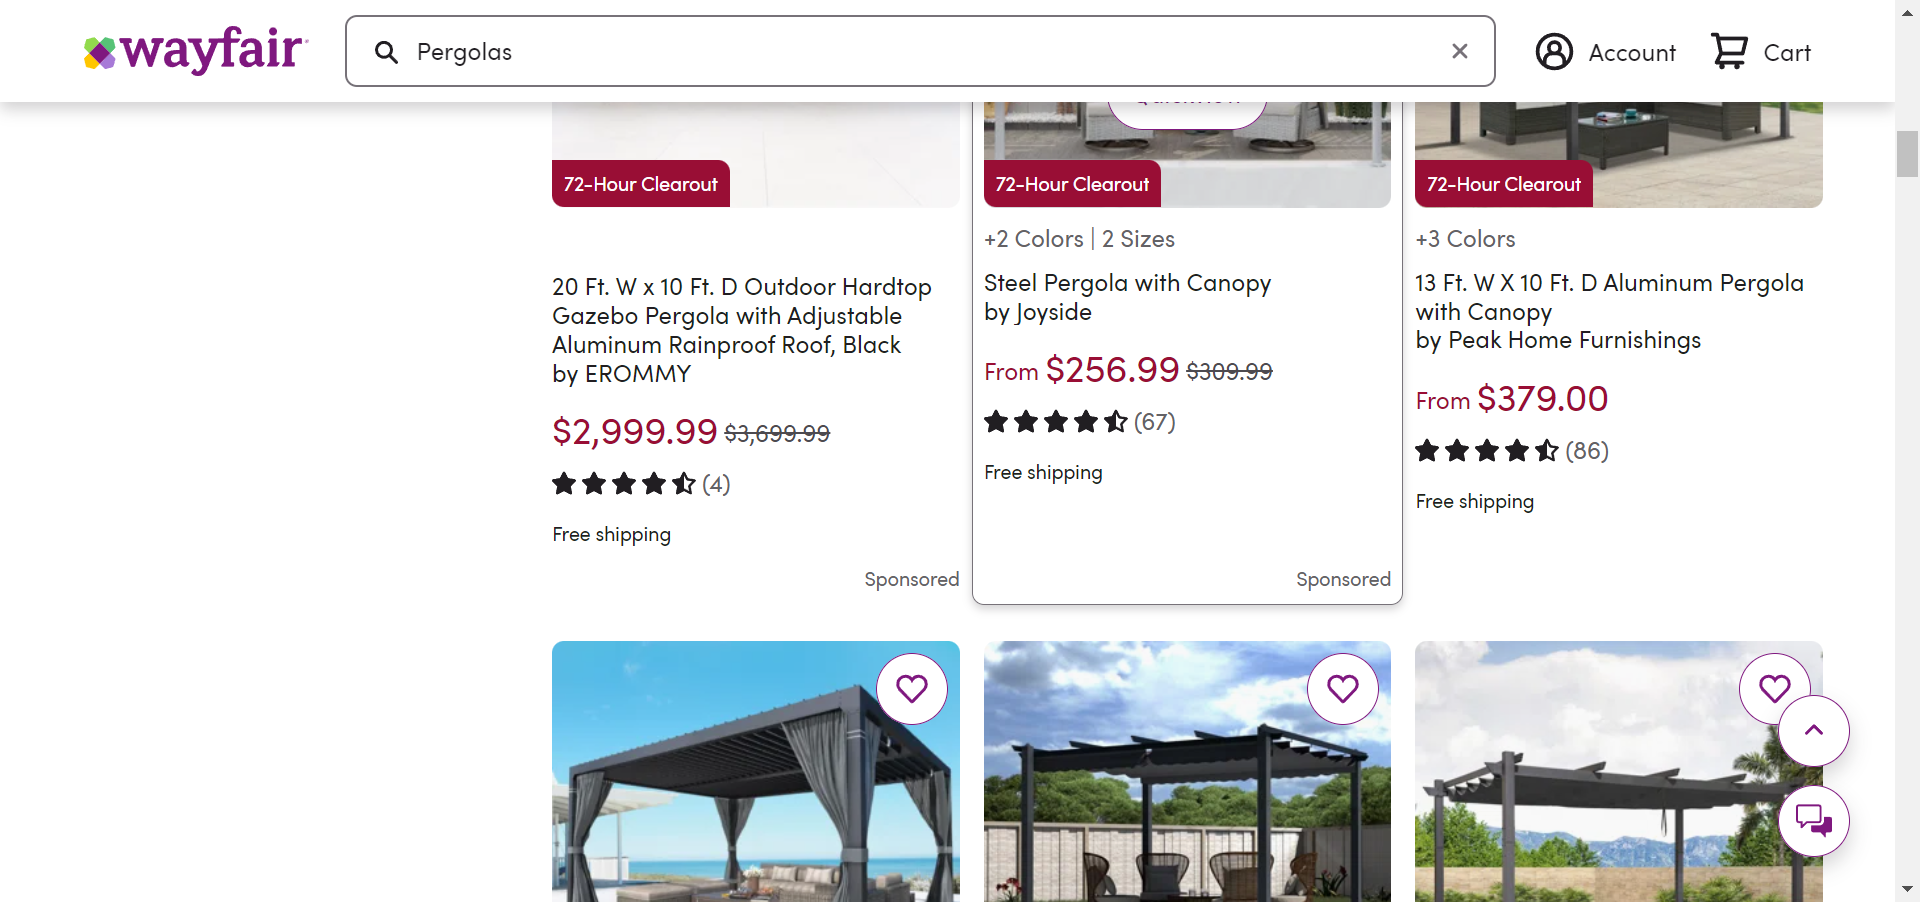 wayfair
Pergolas
Account
Cart
72-Hour Clearout
72-Hour Clearout
72-Hour Clearout
20 Ft. W x 10 Ft. D Outdoor Hardtop
Gazebo Pergola with Adjustable
Aluminum Rainproof Roof, Black
by EROMMY
$2,999.99 $3,699.99
(4)
Free shipping
Sponsored
+2 Colors | 2 Sizes
Steel Pergola with Canopy
by Joyside
From $256.99 $309.99
(67)
Free shipping
Sponsored
+3 Colors
13 Ft. W X 10 Ft. D Aluminum Pergola
with Canopy
by Peak Home Furnishings
From $379.00
(86)
Free shipping